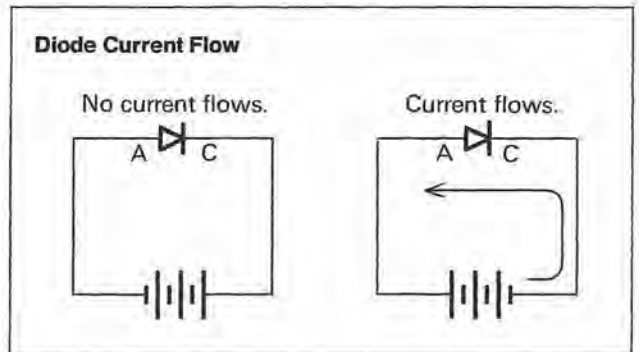 Diode Current Flow
No current flows.
Current flows.
A C
A C